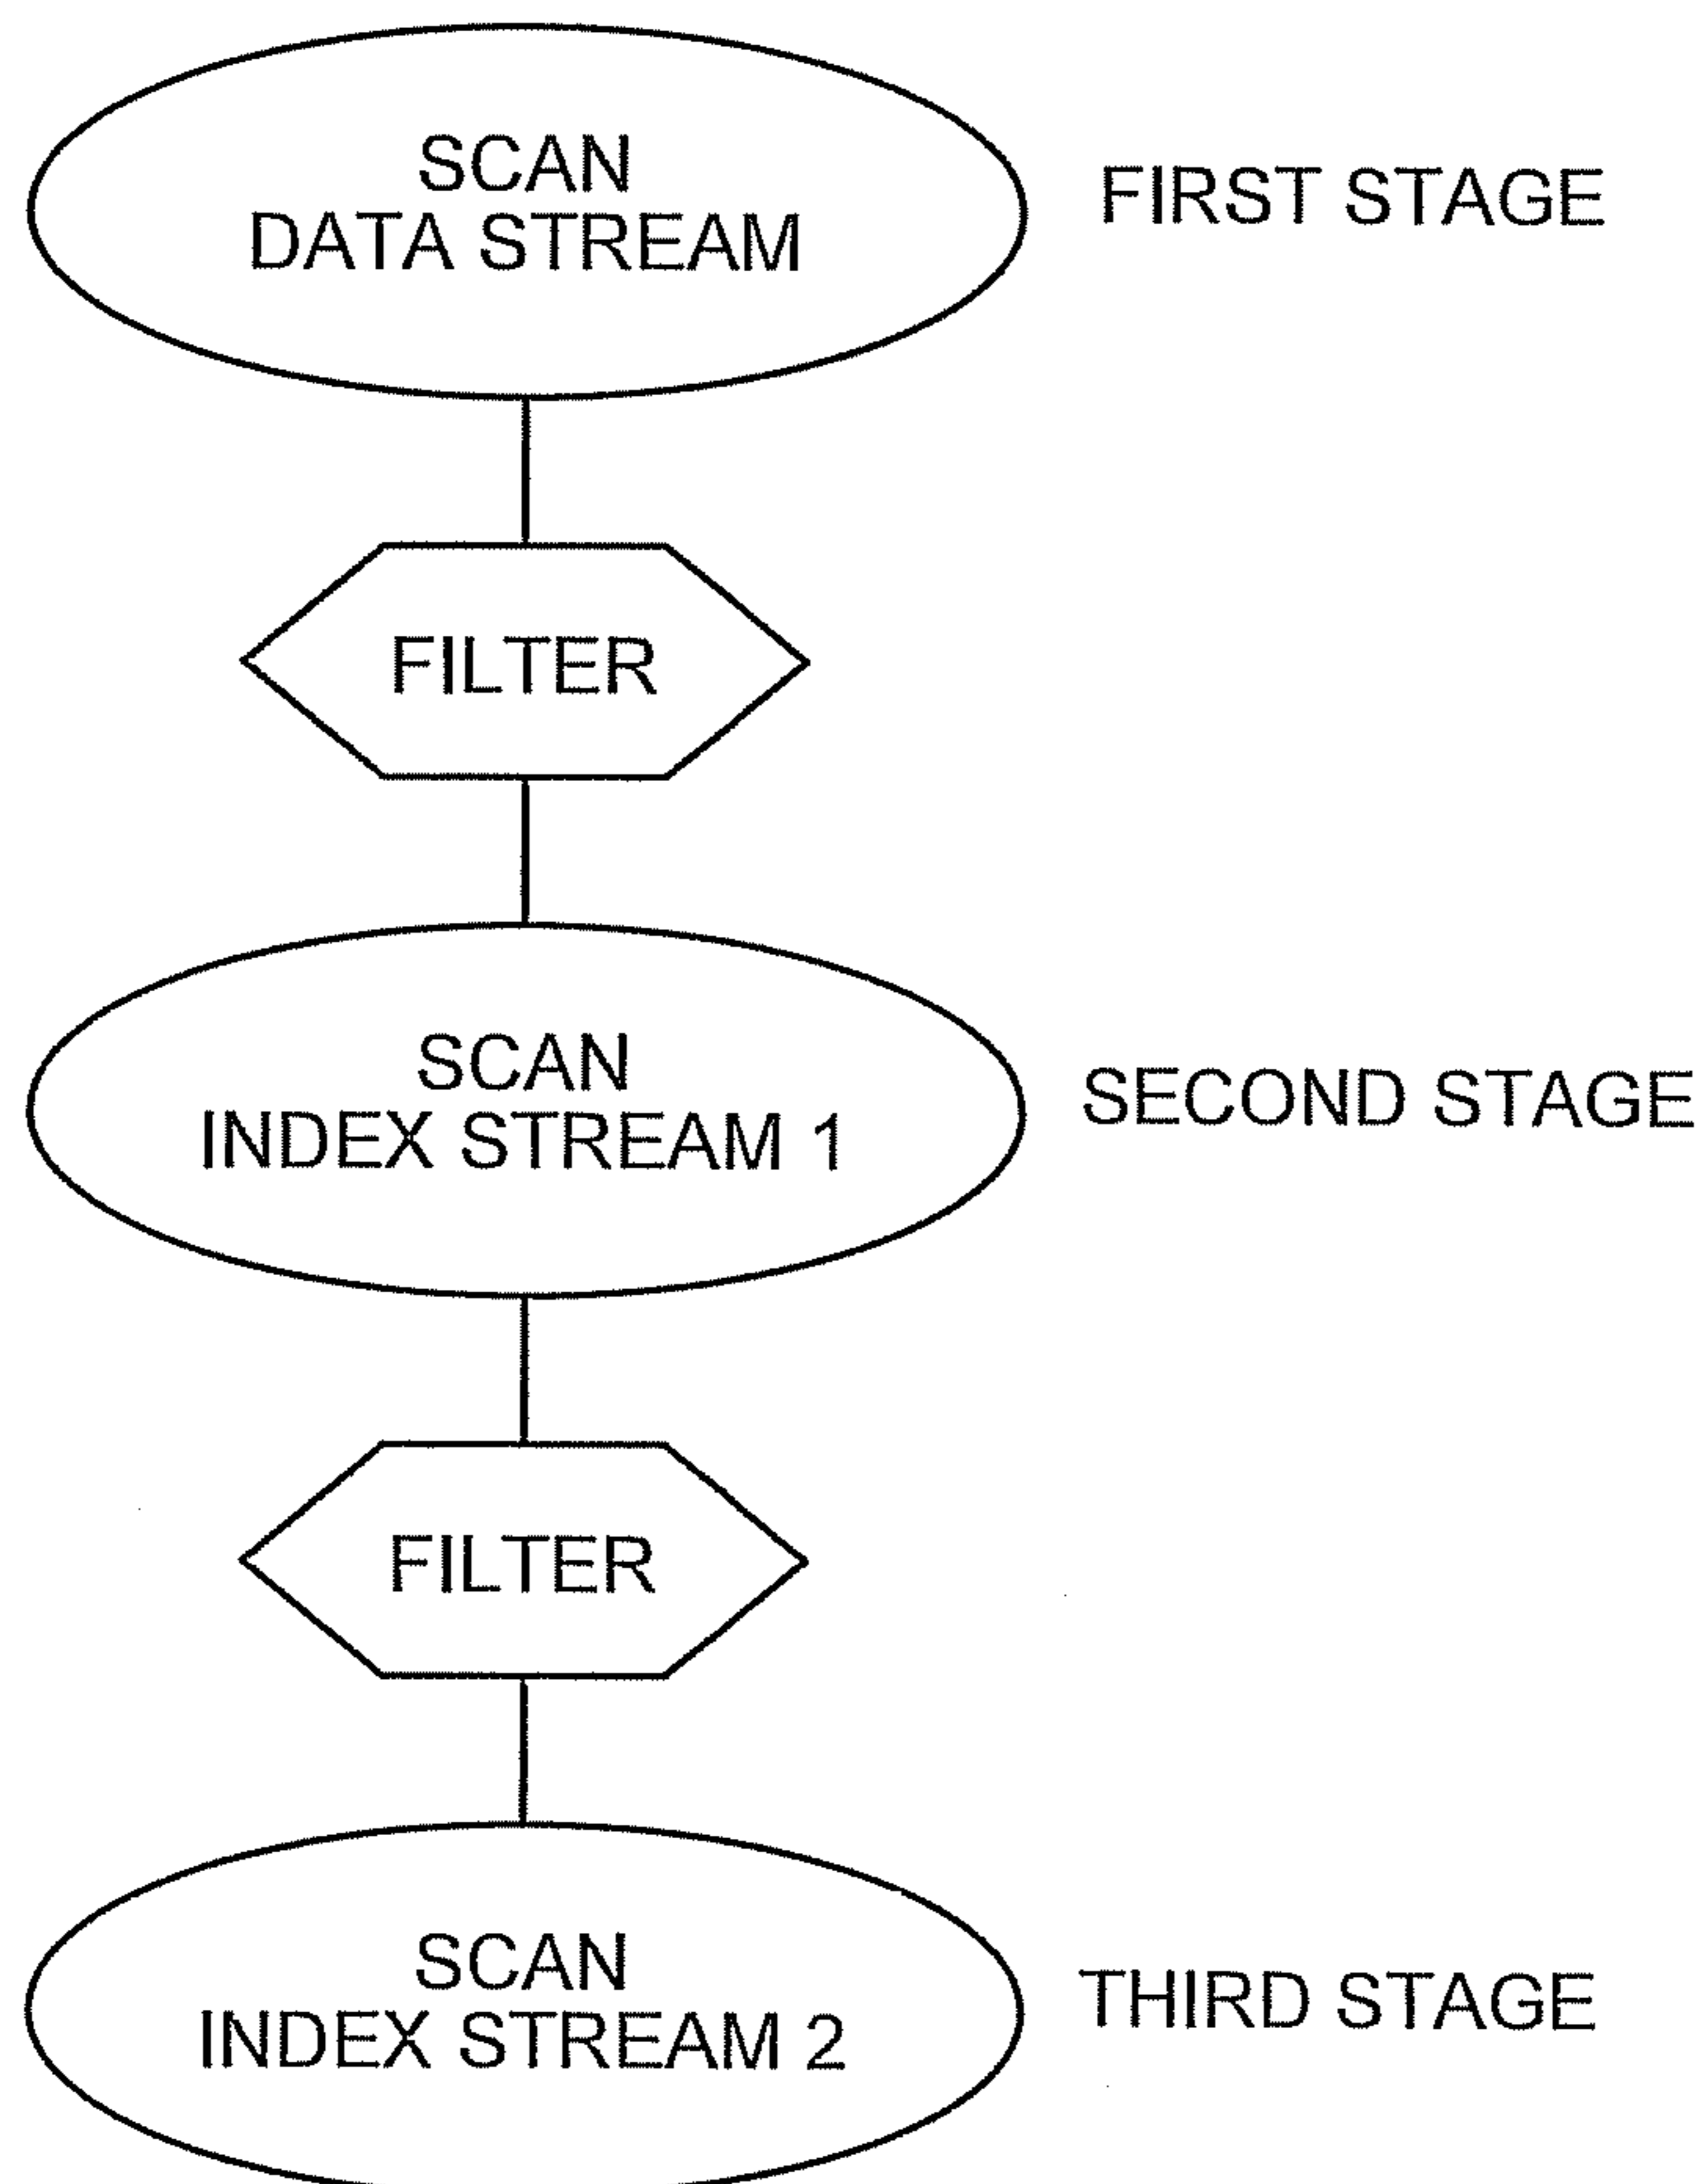 SCAN
DATA STREAM
FIRST STAGE
FILTER
SCAN
INDEX STREAM 1
SECOND STAGE
FILTER
SCAN
INDEX STREAM 2
THIRD STAGE